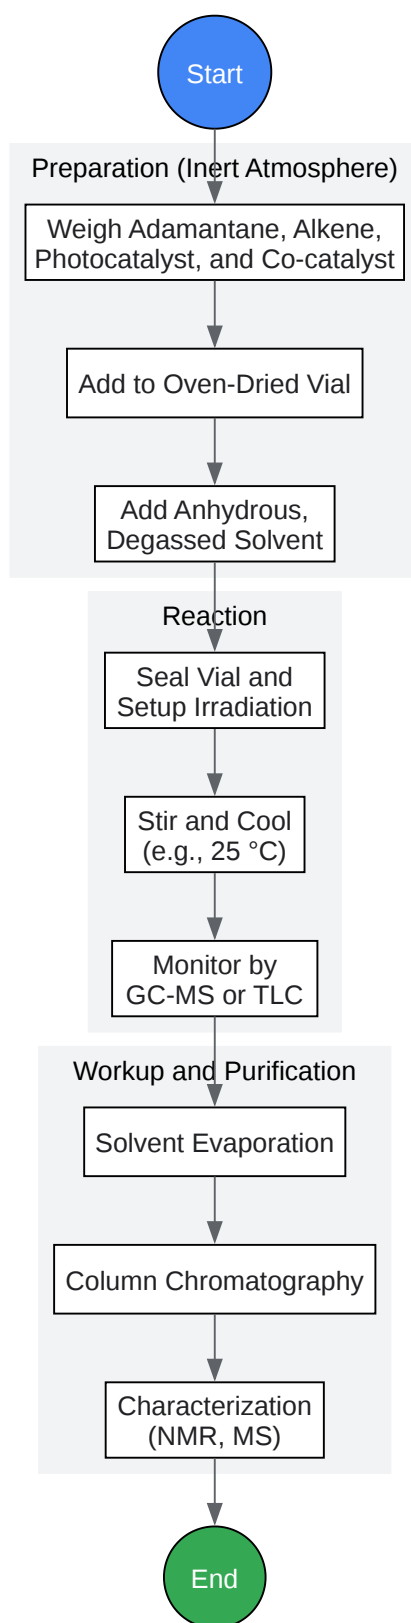 Start
Preparation (Inert Atmosphere)
Weigh Adamantane, Alkene,
Photocatalyst, and Co-catalyst
Add to Oven-Dried Vial
Add Anhydrous,
Degassed Solvent
Reaction
Seal Vial and
Setup Irradiation
Stir and Cool
(e.g., 25 °C)
Monitor by
GC-MS or TLC
Workup and Purification
Solvent Evaporation
Column Chromatography
Characterization
(NMR, MS)
End